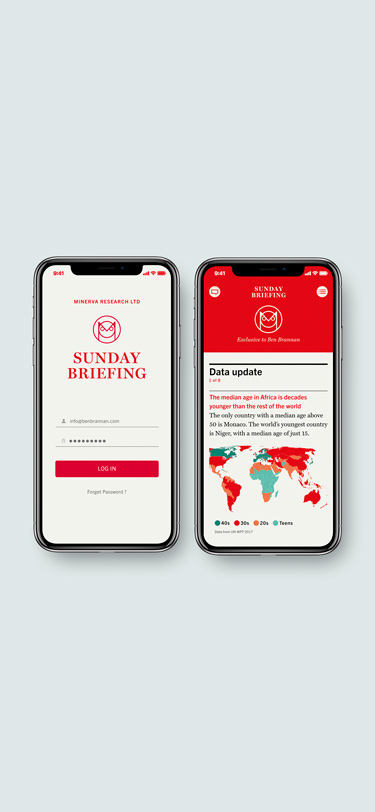 9:41
MINERVA RESEARCH LTD
SUNDAY
BRIEFING
info@benbrannan.com
LOG IN
Forgot Password ?
9:41
SUNDAY
BRIEFING
Exclusive to Ben Brannan
Data update
1 of 8
The median age in Africa is decades
younger than the rest of the world
The only country with a median age above
50 is Monaco. The world's youngest country
is Niger, with a median age of just 15.
40s 30s 20s Teens
Data from UN WPP 2017